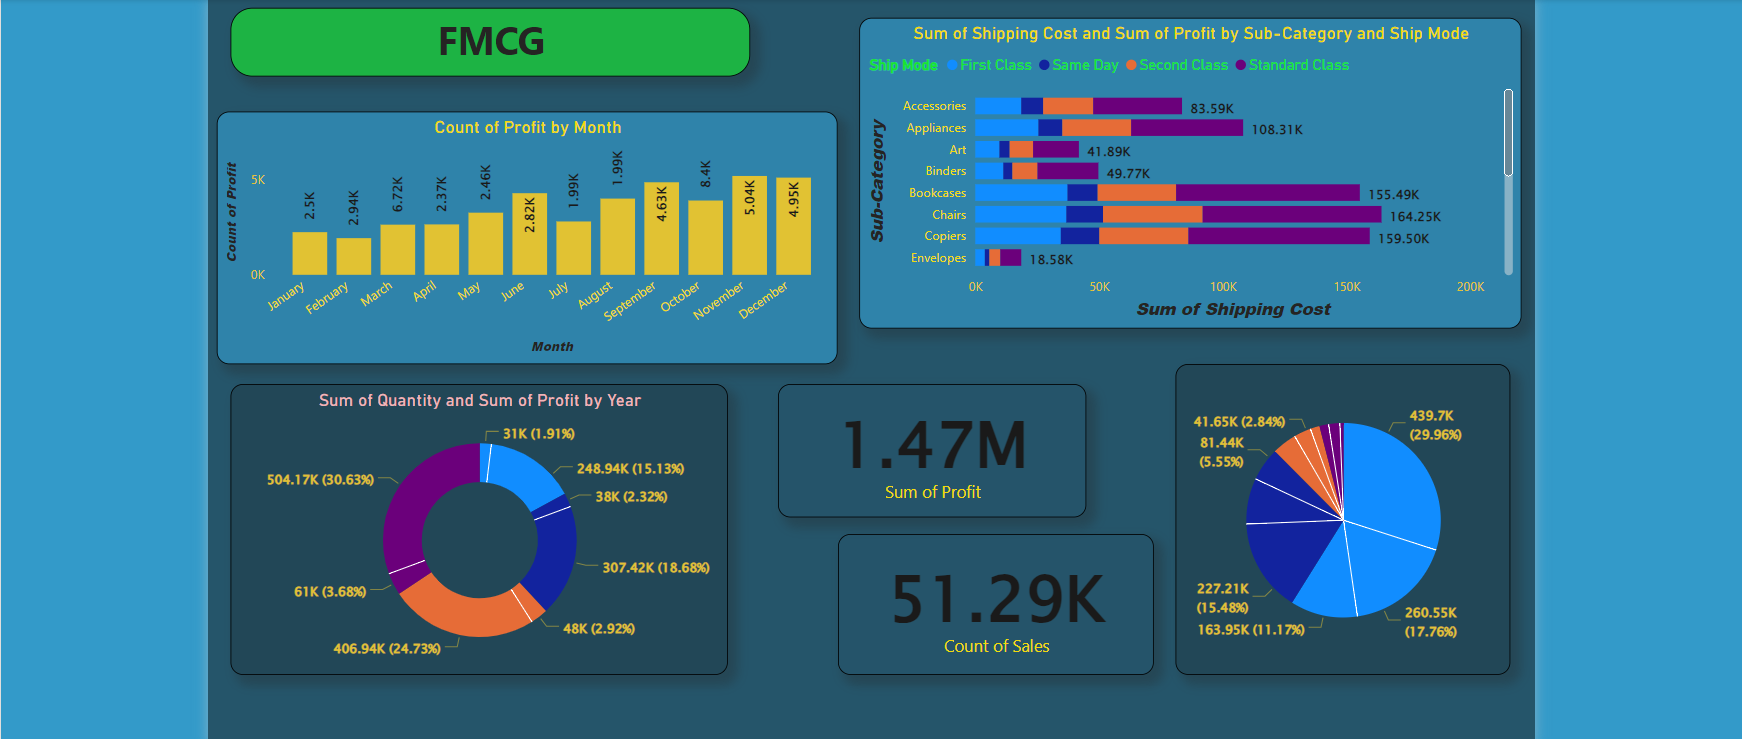 FMCG
Count of Profit by Month
Count of Profit
5K
0K
2.5K
2.94K
6.72K
2.37K
2.46K
2.82K
1.99K
1.99K
4.63K
8.4K
5.04K
4.95K
January
February
March
April
May
June
July
August
September
October
November
December
Month
Sum of Shipping Cost and Sum of Profit by Sub-Category and Ship Mode
Ship Mode First Class Same Day Second Class Standard Class
Sub-Category
Accessories 83.59K
Appliances 108.31K
Art 41.89K
Binders 49.77K
Bookcases 155.49K
Chairs 164.25K
Copiers 159.50K
Envelopes 18.58K
0K 50K 100K 150K 200K
Sum of Shipping Cost
Sum of Quantity and Sum of Profit by Year
31K (1.91%)
248.94K (15.13%)
38K (2.32%)
307.42K (18.68%)
48K (2.92%)
406.94K (24.73%)
61K (3.68%)
504.17K (30.63%)
1.47M
Sum of Profit
51.29K
Count of Sales
439.7K
(29.96%)
260.55K
(17.76%)
163.95K (11.17%)
227.21K
(15.48%)
81.44K
(5.55%)
41.65K (2.84%)